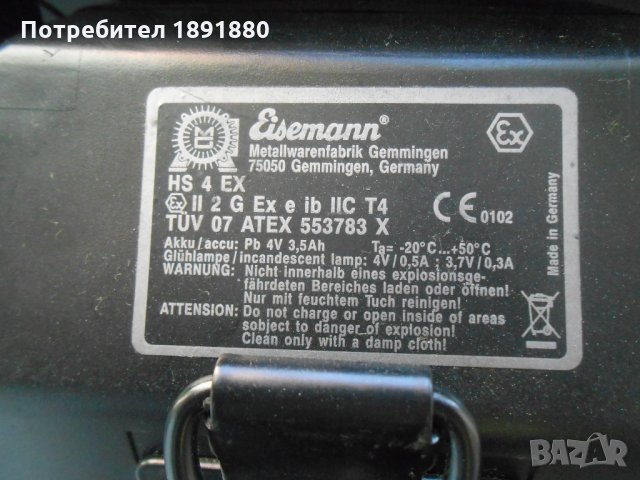 Потребител 1891880
Eisemann®
Metallwarenfabrik Gemmingen
75050 Gemmingen, Germany
HS 4 EX
Ex II 2 G Ex e ib IIC T4
TÜV 07 ATEX 553783 X
CE 0102
Ex
Akku/accu: Pb 4V 3,5Ah Ta= -20°C...+50°C
Glühlampe/incandescent lamp: 4V/0,5A ; 3,7V/0,3A
WARNUNG: Nicht innerhalb eines explosionsge-
fährdeten Bereiches laden oder öffnen!
Nur mit feuchtem Tuch reinigen!
ATTENTION: Do not charge or open inside of areas
sobject to danger of explosion!
Clean only with a damp cloth!
Made in Germany
BAZAR